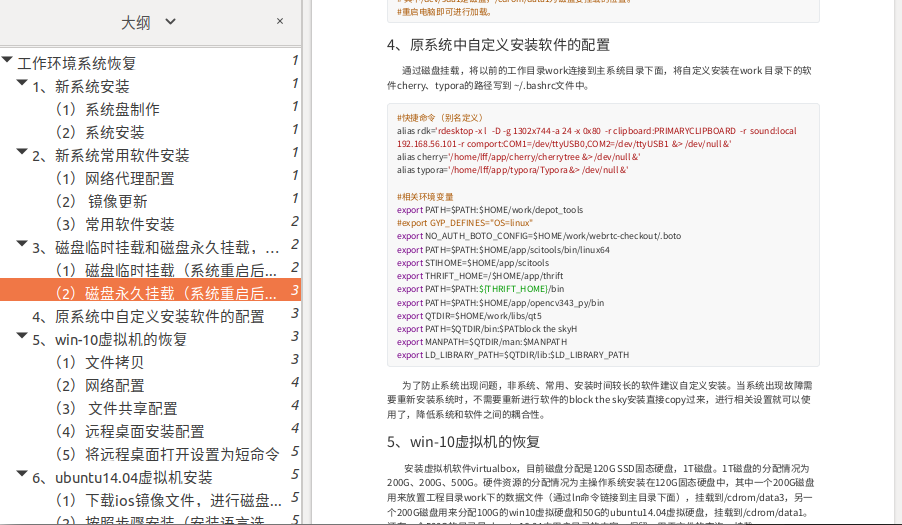 大纲
×
工作环境系统恢复 1
1、新系统安装 1
（1）系统盘制作 1
（2）系统安装 1
2、新系统常用软件安装 1
（1）网络代理配置 1
（2） 镜像更新 1
（3）常用软件安装 2
3、磁盘临时挂载和磁盘永久挂载，... 2
（1）磁盘临时挂载（系统重启后... 2
（2）磁盘永久挂载（系统重启后... 3
4、原系统中自定义安装软件的配置 3
5、win-10虚拟机的恢复 3
（1）文件拷贝 3
（2）网络配置 4
（3） 文件共享配置 4
（4）远程桌面安装配置 4
（5）将远程桌面打开设置为短命令 5
6、ubuntu14.04虚拟机安装 5
（1）下载ios镜像文件，进行磁盘... 5
（2）按照步骤安装（安装语言选... 5
#重启电脑即可进行加载。
4、原系统中自定义安装软件的配置
通过磁盘挂载，将以前的工作目录work连接到主系统目录下面，将自定义安装在work 目录下的软
件cherry、typora的路径写到 ~/.bashrc文件中。
#快捷命令（别名定义）
alias rdk='rdesktop -x l  -D -g 1302x744 -a 24 -x 0x80  -r clipboard:PRIMARYCLIPBOARD  -r sound:local
192.168.56.101 -r comport:COM1=/dev/ttyUSB0,COM2=/dev/ttyUSB1 &> /dev/null &'
alias cherry='/home/lff/app/cherry/cherrytree &> /dev/null &'
alias typora='/home/lff/app/typora/Typora &> /dev/null &'
#相关环境变量
export PATH=$PATH:$HOME/work/depot_tools
#export GYP_DEFINES="OS=linux"
export NO_AUTH_BOTO_CONFIG=$HOME/work/webrtc-checkout/.boto
export PATH=$PATH:$HOME/app/scitools/bin/linux64
export STIHOME=$HOME/app/scitools
export THRIFT_HOME=/$HOME/app/thrift
export PATH=$PATH:${THRIFT_HOME}/bin
export PATH=$PATH:$HOME/app/opencv343_py/bin
export QTDIR=$HOME/work/libs/qt5
export PATH=$QTDIR/bin:$PATblock the skyH
export MANPATH=$QTDIR/man:$MANPATH
export LD_LIBRARY_PATH=$QTDIR/lib:$LD_LIBRARY_PATH
为了防止系统出现问题，非系统、常用、安装时间较长的软件建议自定义安装。当系统出现故障需
要重新安装系统时，不需要重新进行软件的block the sky安装直接copy过来，进行相关设置就可以使
用了，降低系统和软件之间的耦合性。
5、win-10虚拟机的恢复
安装虚拟机软件virtualbox，目前磁盘分配是120G SSD固态硬盘，1T磁盘。1T磁盘的分配情况为
200G、200G、500G。硬件资源的分配情况为主操作系统安装在120G固态硬盘中，其中一个200G磁盘
用来放置工程目录work下的数据文件（通过ln命令链接到主目录下面），挂载到/cdrom/data3，另一
个200G磁盘用来分配100G的win10虚拟硬盘和50G的ubuntu14.04虚拟硬盘，挂载到/cdrom/data1。